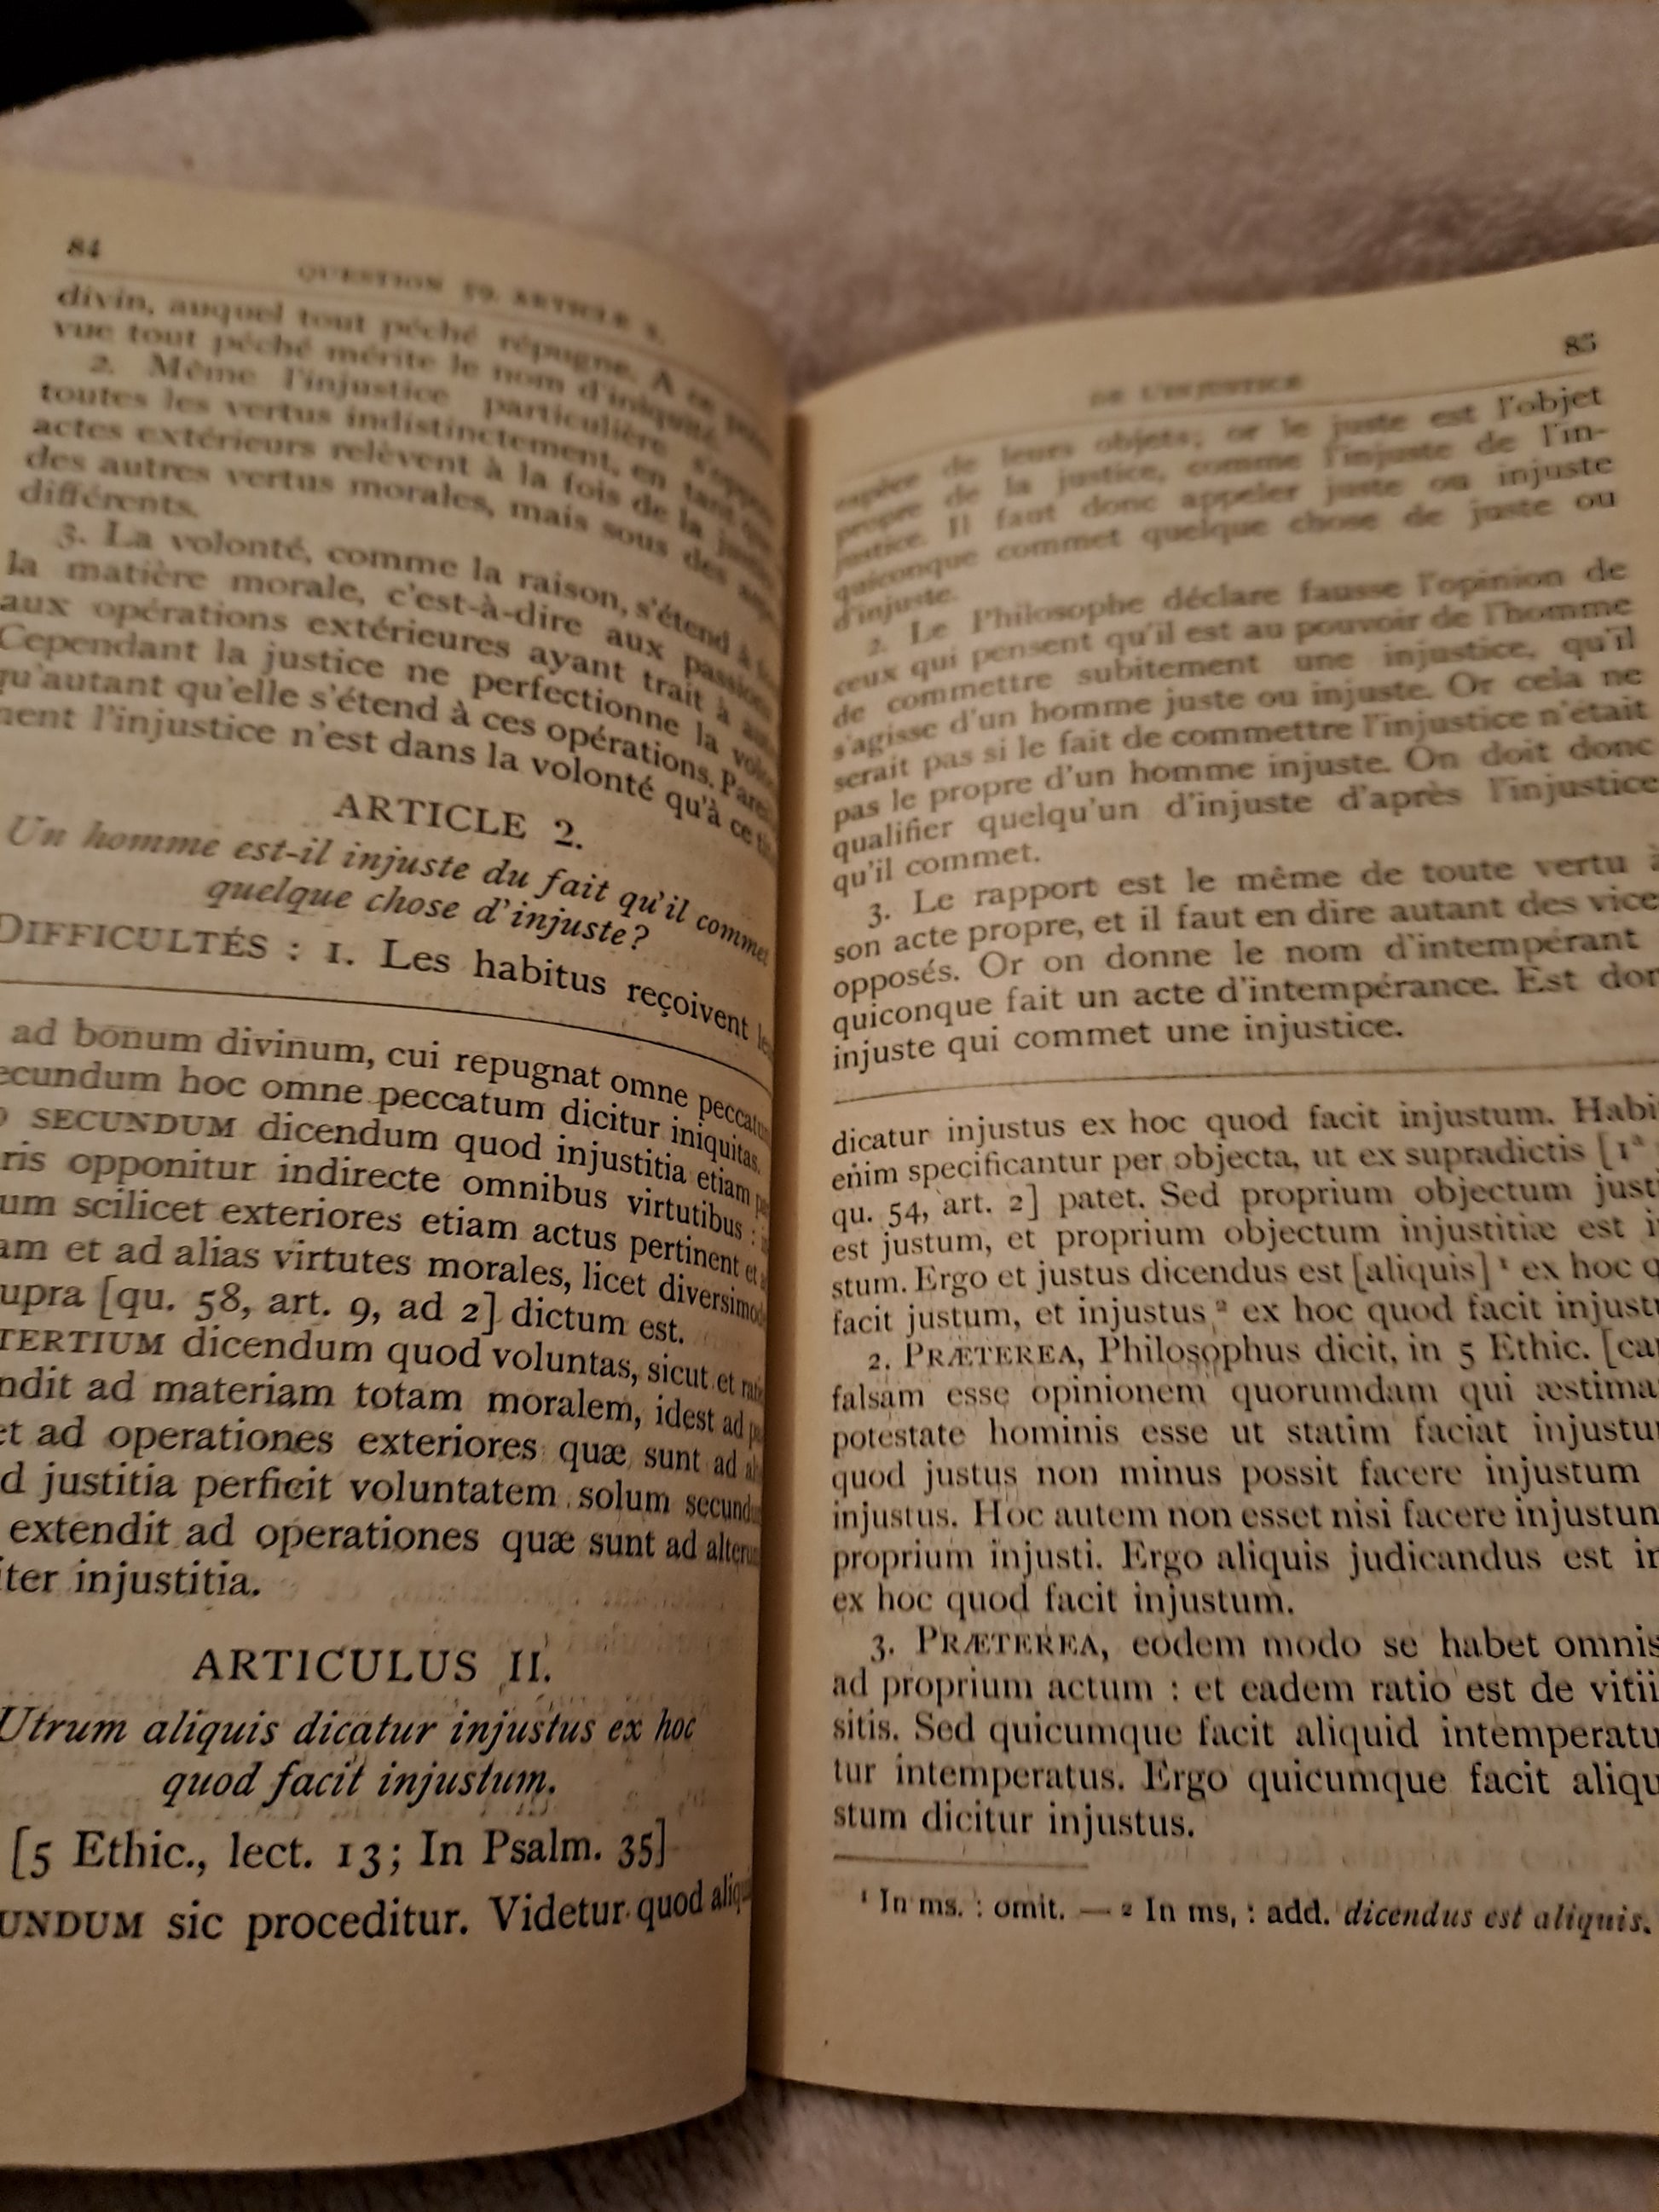 84
QUESTION 59. ARTICLE 2.
divin, auquel tout péché répugne. A ce
vue tout péché mérite le nom d'iniquité.
2. Même l'injustice particulière
toutes les vertus indistinctement, en tant que
actes extérieurs relèvent à la fois de la
des autres vertus morales, mais sous des
différents.
3. La volonté, comme la raison, s'étend à
la matière morale, c'est-à-dire aux passions
aux opérations extérieures ayant trait à
Cependant la justice ne perfectionne la
qu'autant qu'elle s'étend à ces opérations.
ment l'injustice n'est dans la volonté qu'à ce
ARTICLE 2.
Un homme est-il injuste du fait qu'il commet
quelque chose d'injuste?
DIFFICULTÉS : 1. Les habitus reçoivent
ad bonum divinum, cui repugnat omne
secundum hoc omne peccatum dicitur iniquitas.
SECUNDUM dicendum quod injustitia etiam
ris opponitur indirecte omnibus virtutibus :
um scilicet exteriores etiam actus pertinent et
am et ad alias virtutes morales, licet
upra [qu. 58, art. 9, ad 2] dictum est.
TERTIUM dicendum quod voluntas, sicut et
ndit ad materiam totam moralem, idest ad
et ad operationes exteriores quæ sunt ad
d justitia perficit voluntatem solum
extendit ad operationes quæ sunt ad
iter injustitia.
ARTICULUS II.
Utrum aliquis dicatur injustus ex hoc
quod facit injustum.
[5 Ethic., lect. 13; In Psalm. 35]
UNDUM sic proceditur. Videtur quod
85
DE L'INJUSTICE
espèce de leurs objets; or le juste est l'objet
propre de la justice, comme l'injuste de l'in-
justice. Il faut donc appeler juste ou injuste
quiconque commet quelque chose de juste ou
d'injuste.
2. Le Philosophe déclare fausse l'opinion de
ceux qui pensent qu'il est au pouvoir de l'homme
de commettre subitement une injustice, qu'il
s'agisse d'un homme juste ou injuste. Or cela ne
serait pas si le fait de commettre l'injustice n'était
pas le propre d'un homme injuste. On doit donc
qualifier quelqu'un d'injuste d'après l'injustice
qu'il commet.
3. Le rapport est le même de toute vertu à
son acte propre, et il faut en dire autant des vice
opposés. Or on donne le nom d'intempérant
quiconque fait un acte d'intempérance. Est don
injuste qui commet une injustice.
dicatur injustus ex hoc quod facit injustum. Habi
enim specificantur per objecta, ut ex supradictis [1ª
qu. 54, art. 2] patet. Sed proprium objectum justi
est justum, et proprium objectum injustitiæ est i
stum. Ergo et justus dicendus est [aliquis] ¹ ex hoc q
facit justum, et injustus ² ex hoc quod facit injustu
2. PRÆTEREA, Philosophus dicit, in 5 Ethic. [ca
falsam esse opinionem quorumdam qui æstima
potestate hominis esse ut statim faciat injustu
quod justus non minus possit facere injustum
injustus. Hoc autem non esset nisi facere injustun
proprium injusti. Ergo aliquis judicandus est in
ex hoc quod facit injustum.
3. PRÆTEREA, eodem modo se habet omnis
ad proprium actum : et eadem ratio est de vitii
sitis. Sed quicumque facit aliquid intemperatu
tur intemperatus. Ergo quicumque facit aliqu
stum dicitur injustus.
¹ In ms. : omit. — ² In ms, : add. dicendus est aliquis.